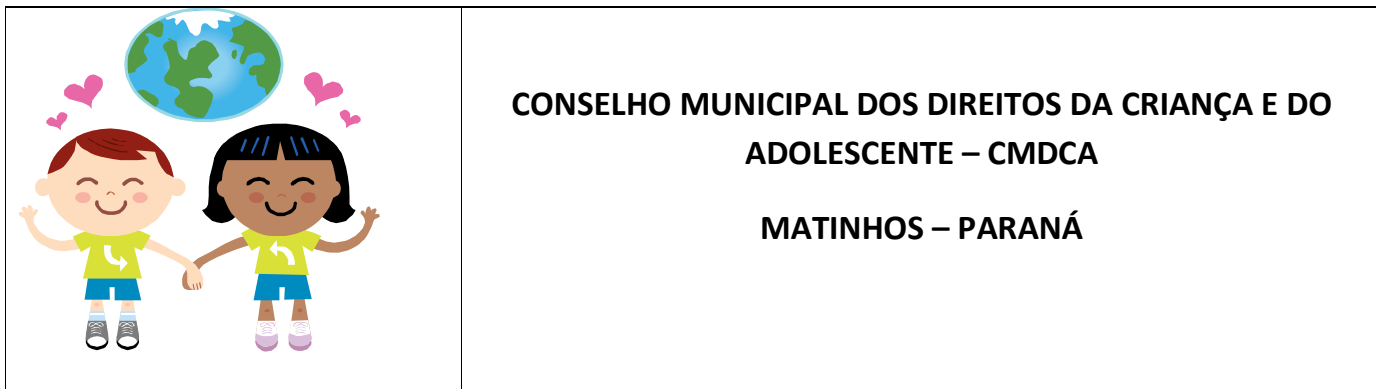 CONSELHO MUNICIPAL DOS DIREITOS DA CRIANÇA E DO
ADOLESCENTE – CMDCA
MATINHOS – PARANÁ